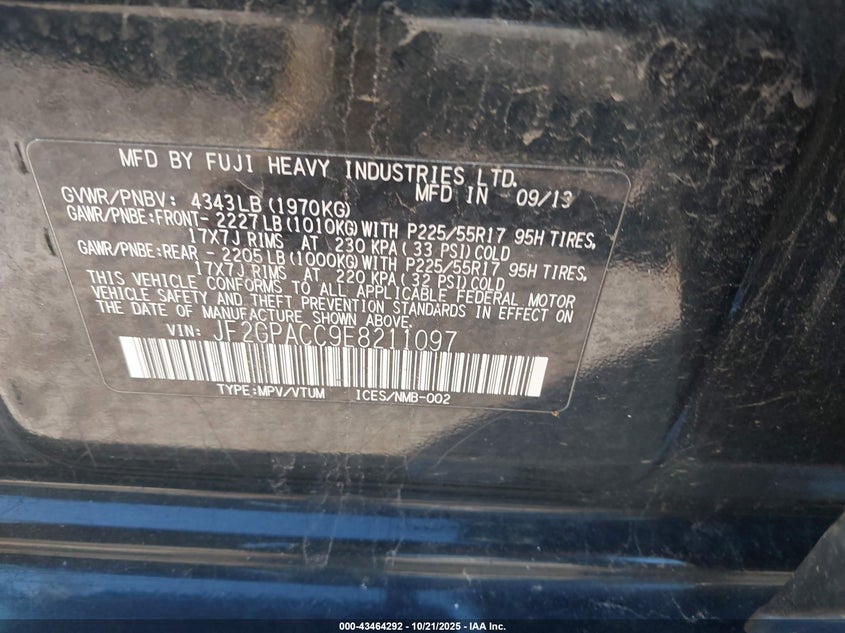 MFD BY FUJI HEAVY INDUSTRIES LTD.
MFD IN 09/13
GVWR/PNBV: 4343LB (1970KG)
GAWR/PNBE:FRONT- 2227 LB (1010KG) WITH P225/55R17 95H TIRES,
17X7J RIMS AT 230 KPA( 33 PSI) COLD
GAWR/PNBE:REAR - 2205 LB (1000KG) WITH P225/55R17 95H TIRES,
17X7J RIMS AT 220 KPA( 32 PSI) COLD
THIS VEHICLE CONFORMS TO ALL APPLICABLE FEDERAL MOTOR
VEHICLE SAFETY AND THEFT PREVENTION STANDARDS IN EFFECT ON
THE DATE OF MANUFACTURE SHOWN ABOVE.
VIN: JF2GPACC9E8211097
TYPE:MPV/VTUM ICES/NMB-002
000-43464292 - 10/21/2025 - IAA Inc.